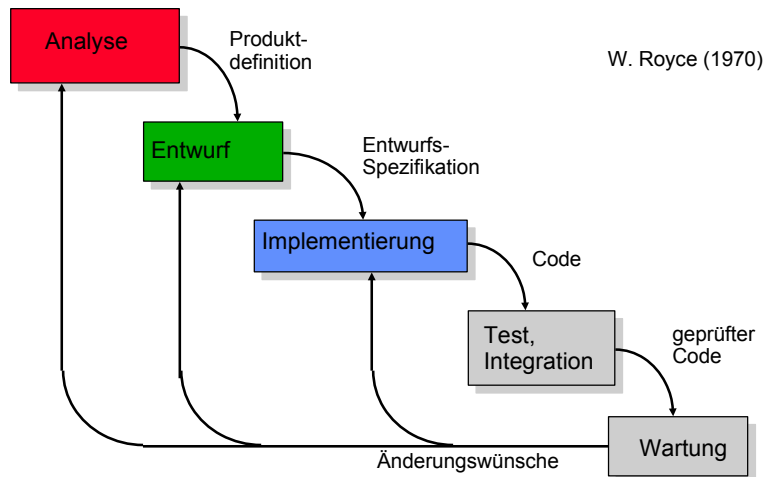 Analyse
Produkt-
definition
W. Royce (1970)
Entwurf
Entwurfs-
Spezifikation
Implementierung
Code
Test,
Integration
geprüfter
Code
Wartung
Änderungswünsche